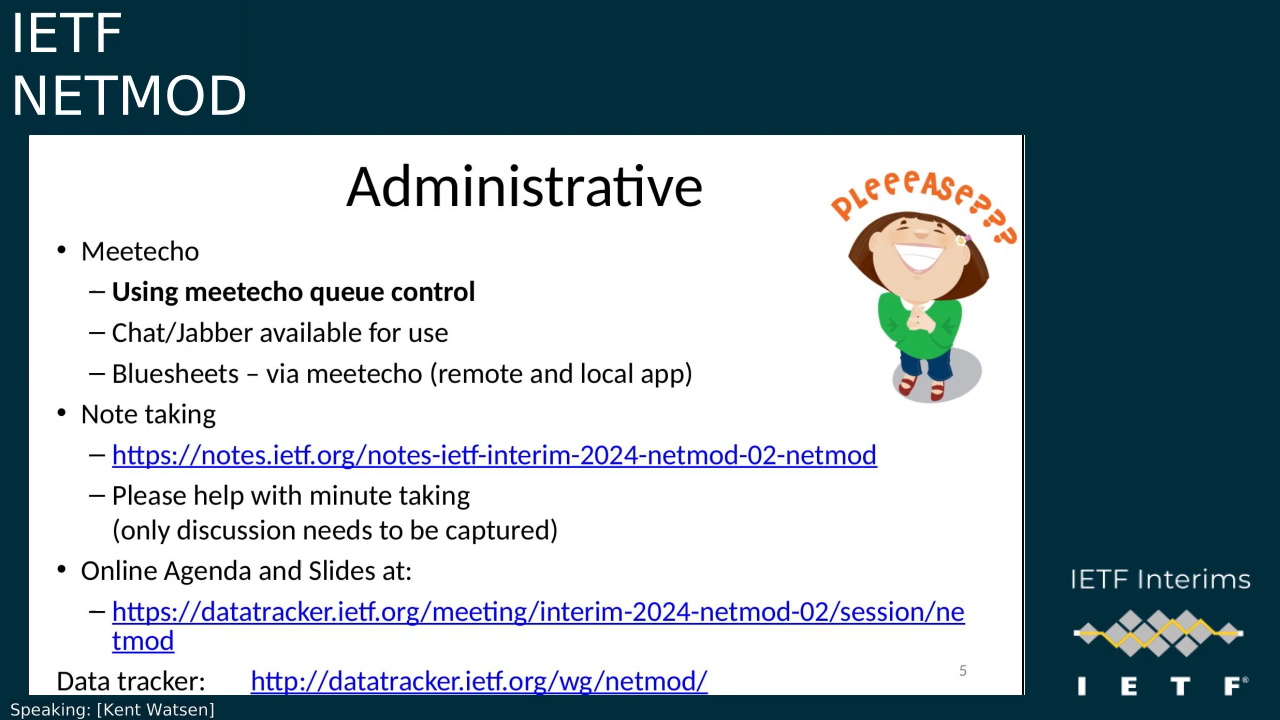 IETF
NETMOD
Administrative
PLEEEASE???
• Meetecho
– Using meetecho queue control
– Chat/Jabber available for use
– Bluesheets – via meetecho (remote and local app)
• Note taking
– https://notes.ietf.org/notes-ietf-interim-2024-netmod-02-netmod
– Please help with minute taking
(only discussion needs to be captured)
• Online Agenda and Slides at:
– https://datatracker.ietf.org/meeting/interim-2024-netmod-02/session/ne
tmod
Data tracker: http://datatracker.ietf.org/wg/netmod/
5
IETF Interims
I E T F®
Speaking: [Kent Watsen]